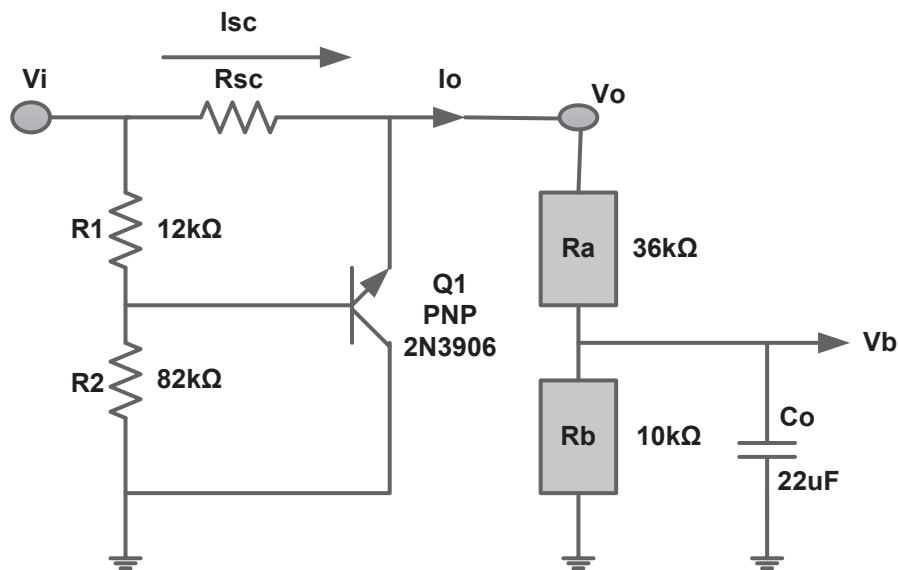 Isc
Vi
Rsc
Io
Vo
R1 12kΩ
Ra 36kΩ
Q1
PNP
2N3906
Vb
R2 82kΩ
Rb 10kΩ
Co
22uF